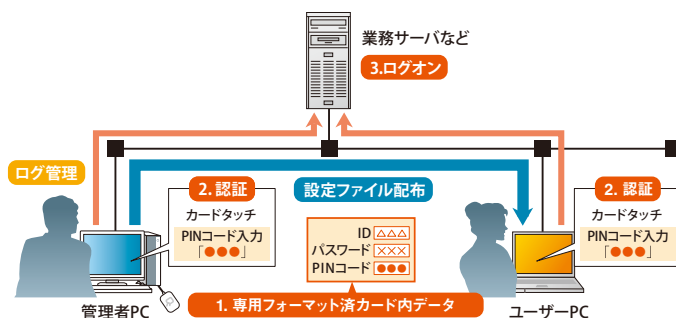 業務サーバなど
3.ログオン
ログ管理
2. 認証
カードタッチ
PINコード入力
「●●●」
設定ファイル配布
ID △△△
パスワード ×××
PINコード ●●●
1. 専用フォーマット済カード内データ
2. 認証
カードタッチ
PINコード入力
「●●●」
管理者PC
ユーザーPC